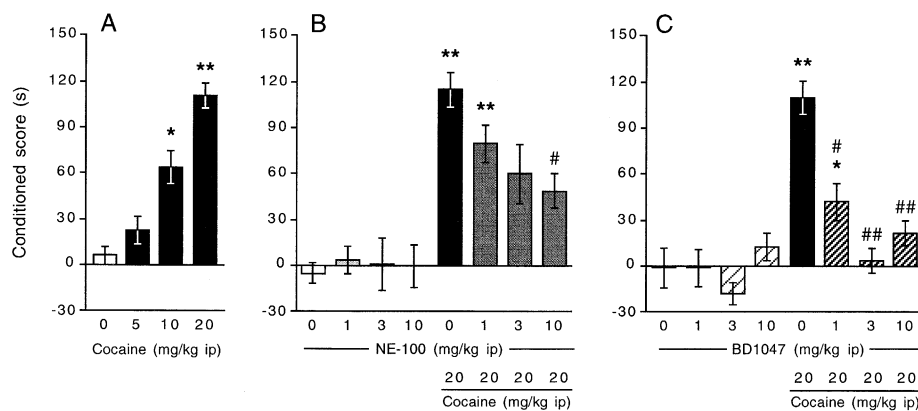 A
B
C
Conditioned score (s)
150
120
90
60
30
0
-30
*
**
0 5 10 20
Cocaine (mg/kg ip)
150
120
90
60
30
0
-30
**
**
#
0 1 3 10 0 1 3 10
NE-100 (mg/kg ip)
20 20 20 20
Cocaine (mg/kg ip)
150
120
90
60
30
0
-30
**
#
*
##
##
0 1 3 10 0 1 3 10
BD1047 (mg/kg ip)
20 20 20 20
Cocaine (mg/kg ip)